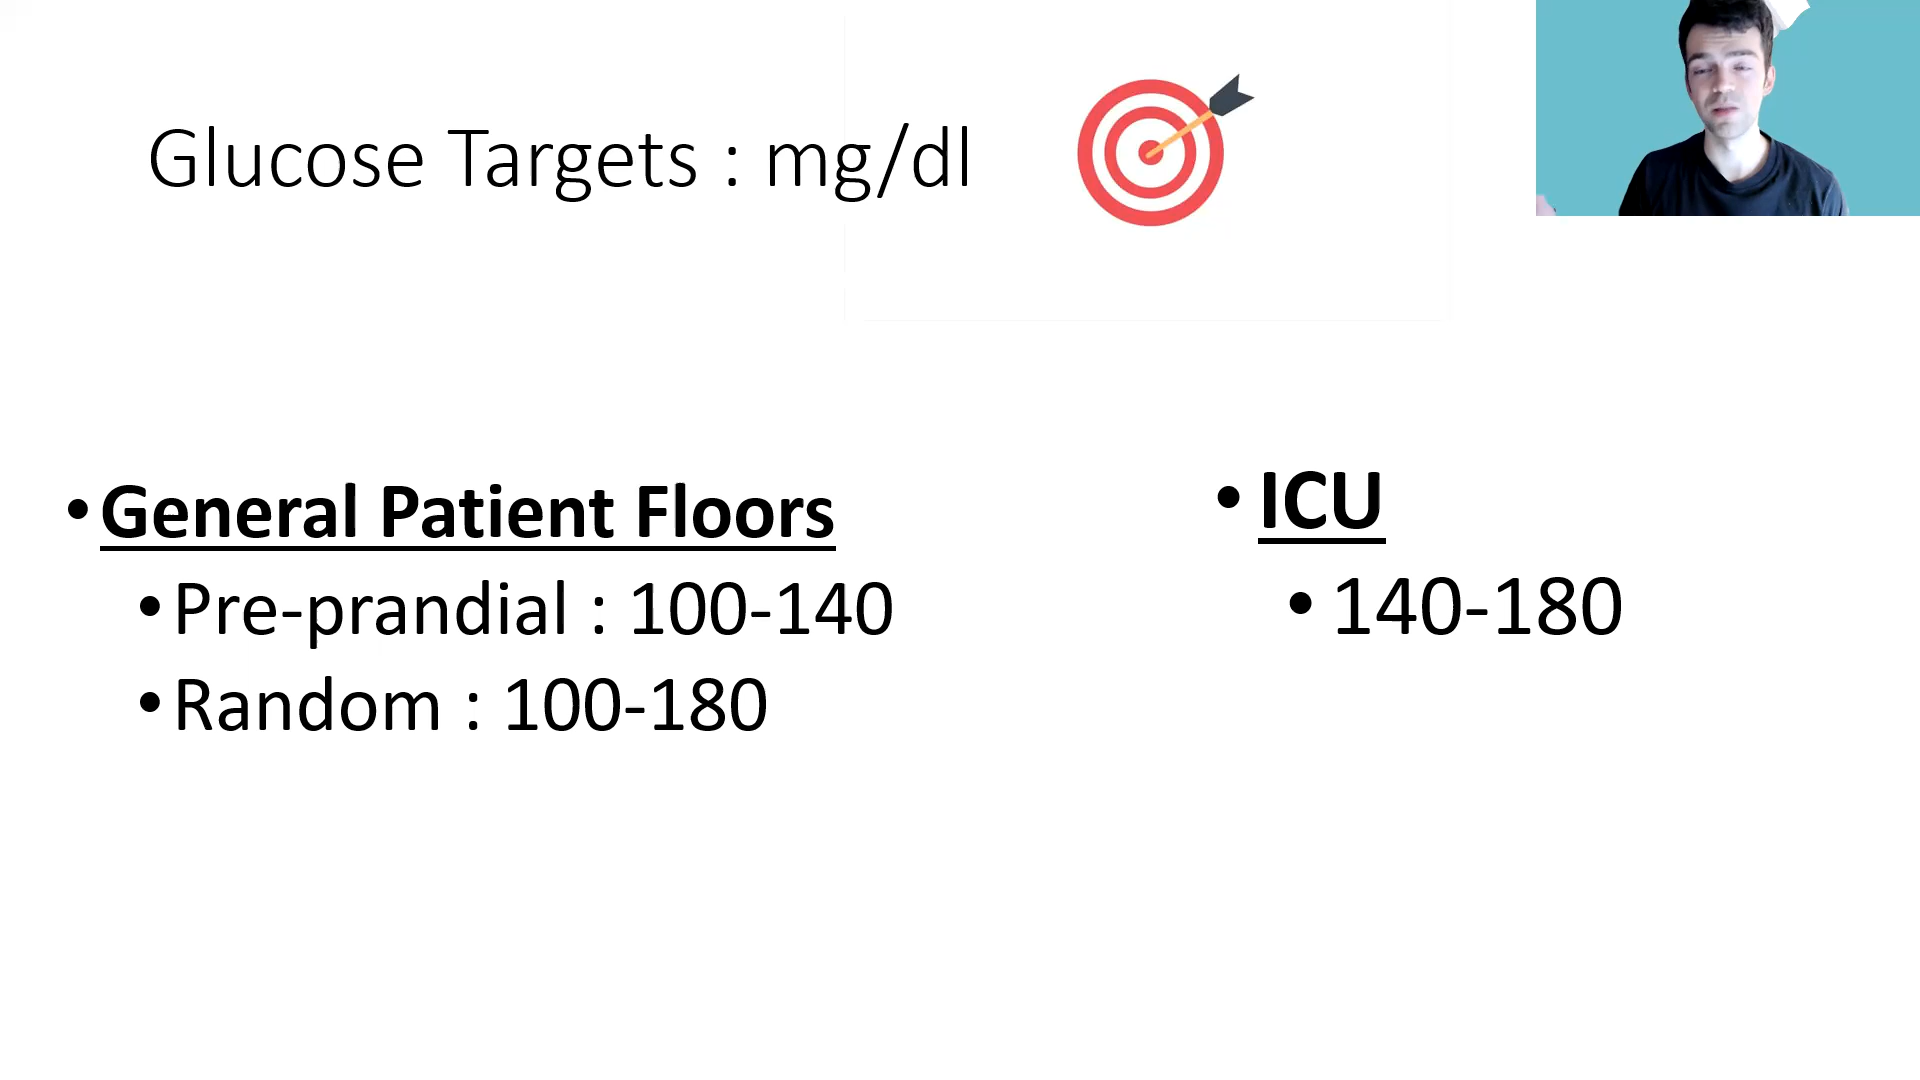 Glucose Targets : mg/dl
• General Patient Floors
• Pre-prandial : 100-140
• Random : 100-180
• ICU
• 140-180